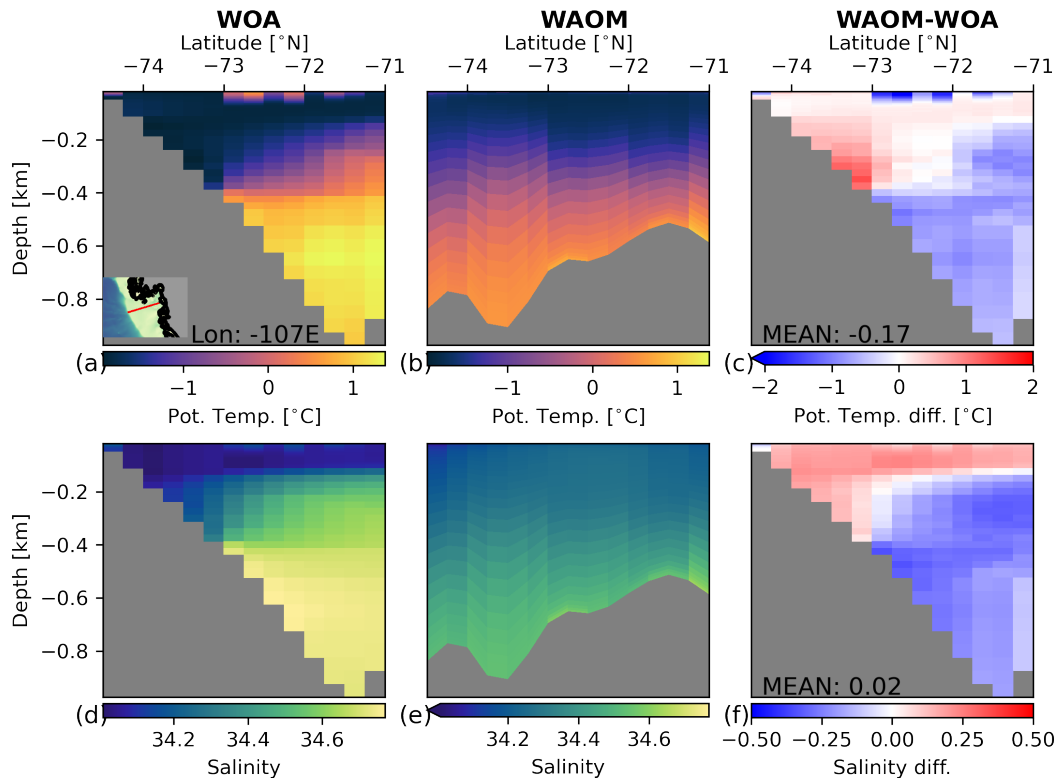 WOA WAOM WAOM-WOA
Latitude [°N] Latitude [°N] Latitude [°N]
−74 −73 −72 −71 −74 −73 −72 −71 −74 −73 −72 −71
Depth [km]
−0.2
−0.4
−0.6
−0.8
Lon: -107E
MEAN: -0.17
(a) (b) (c)
−1 0 1 −1 0 1 −2 −1 0 1 2
Pot. Temp. [°C] Pot. Temp. [°C] Pot. Temp. diff. [°C]
Depth [km]
−0.2
−0.4
−0.6
−0.8
MEAN: 0.02
(d) (e) (f)
34.2 34.4 34.6 34.2 34.4 34.6 −0.50 −0.25 0.00 0.25 0.50
Salinity Salinity Salinity diff.